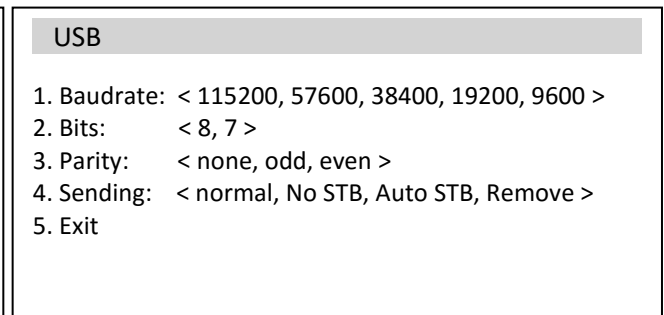 USB
1. Baudrate: < 115200, 57600, 38400, 19200, 9600 >
2. Bits: < 8, 7 >
3. Parity: < none, odd, even >
4. Sending: < normal, No STB, Auto STB, Remove >
5. Exit